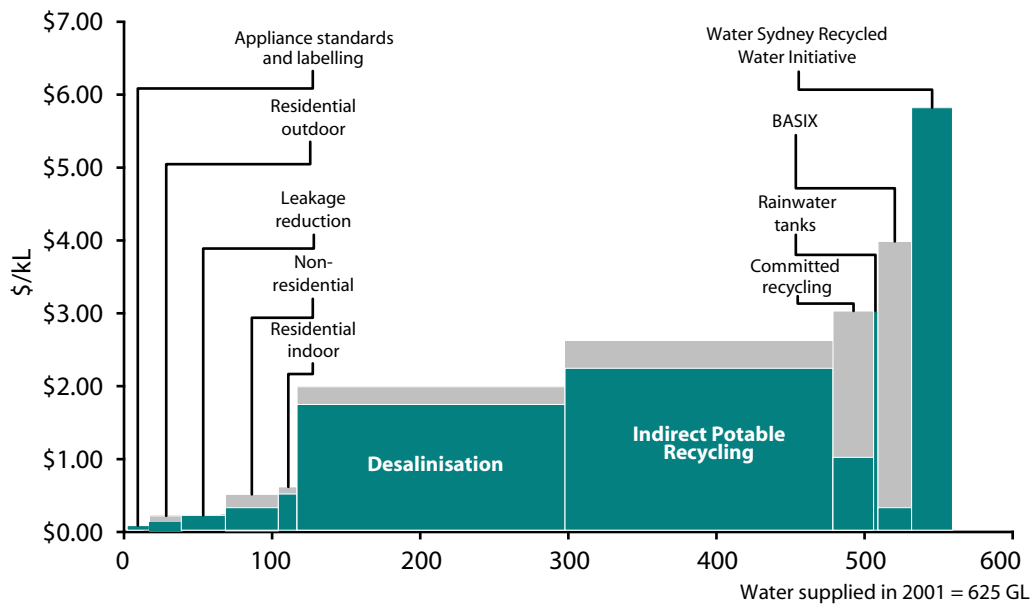 $7.00
$6.00
$5.00
$4.00
$3.00
$2.00
$1.00
$0.00
$/kL
Appliance standards
and labelling
Residential
outdoor
Leakage
reduction
Non-
residential
Residential
indoor
Water Sydney Recycled
Water Initiative
BASIX
Rainwater
tanks
Committed
recycling
Desalinisation
Indirect Potable
Recycling
0
100
200
300
400
500
600
Water supplied in 2001 = 625 GL